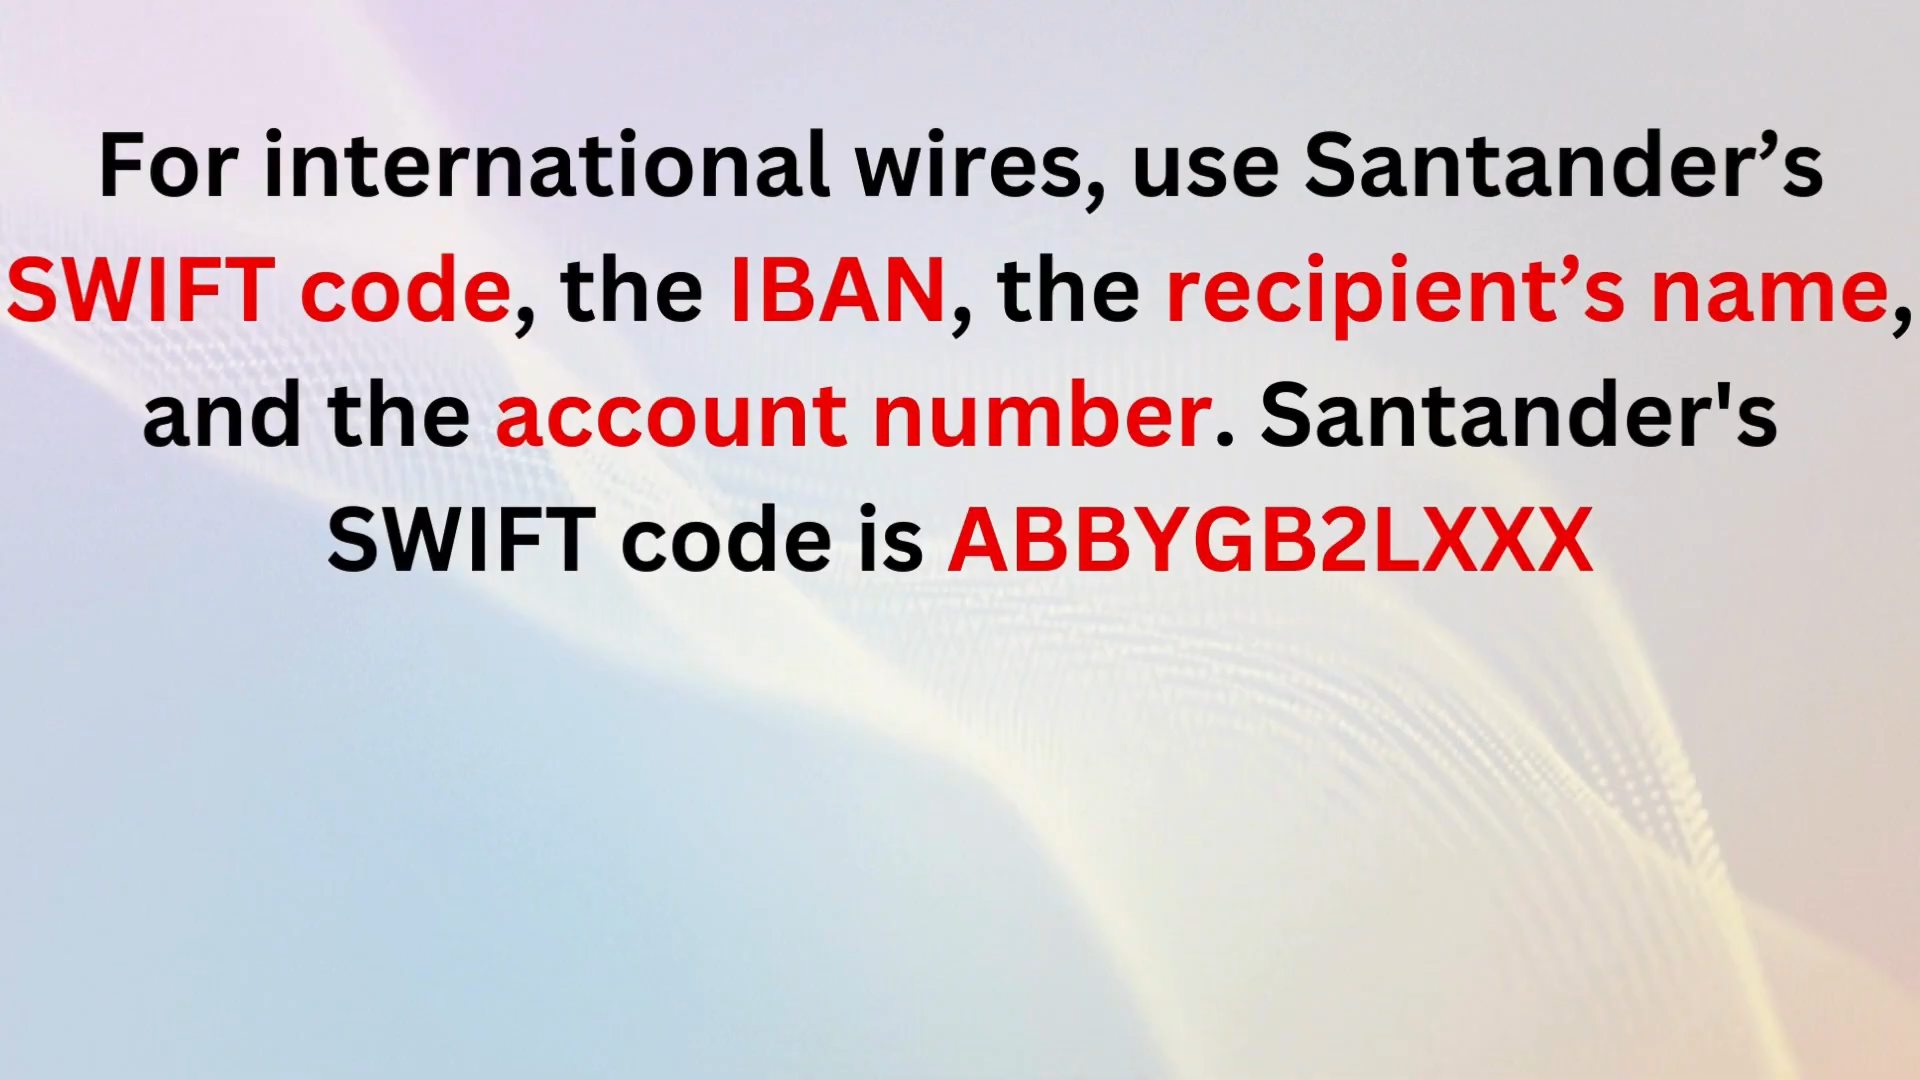 For international wires, use Santander’s
SWIFT code, the IBAN, the recipient’s name,
and the account number. Santander's
SWIFT code is ABBYGB2LXXX